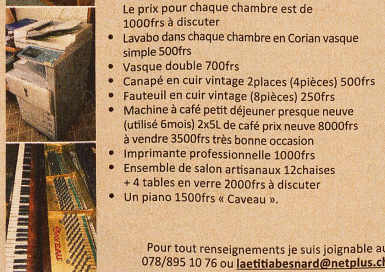 Le prix pour chaque chambre est de
1000frs à discuter
• Lavabo dans chaque chambre en Corian vasque
simple 500frs
• Vasque double 700frs
• Canapé en cuir vintage 2places (4pièces) 500frs
• Fauteuil en cuir vintage (8pièces) 250frs
• Machine à café petit déjeuner presque neuve
(utilisé 6mois) 2x5L de café prix neuve 8000frs
à vendre 3500frs très bonne occasion
• Imprimante professionnelle 1000frs
• Ensemble de salon artisanaux 12chaises
+ 4 tables en verre 2000frs à discuter
• Un piano 1500frs « Caveau ».
Pour tout renseignements je suis joignable au
078/895 10 76 ou laetitiabesnard@netplus.ch